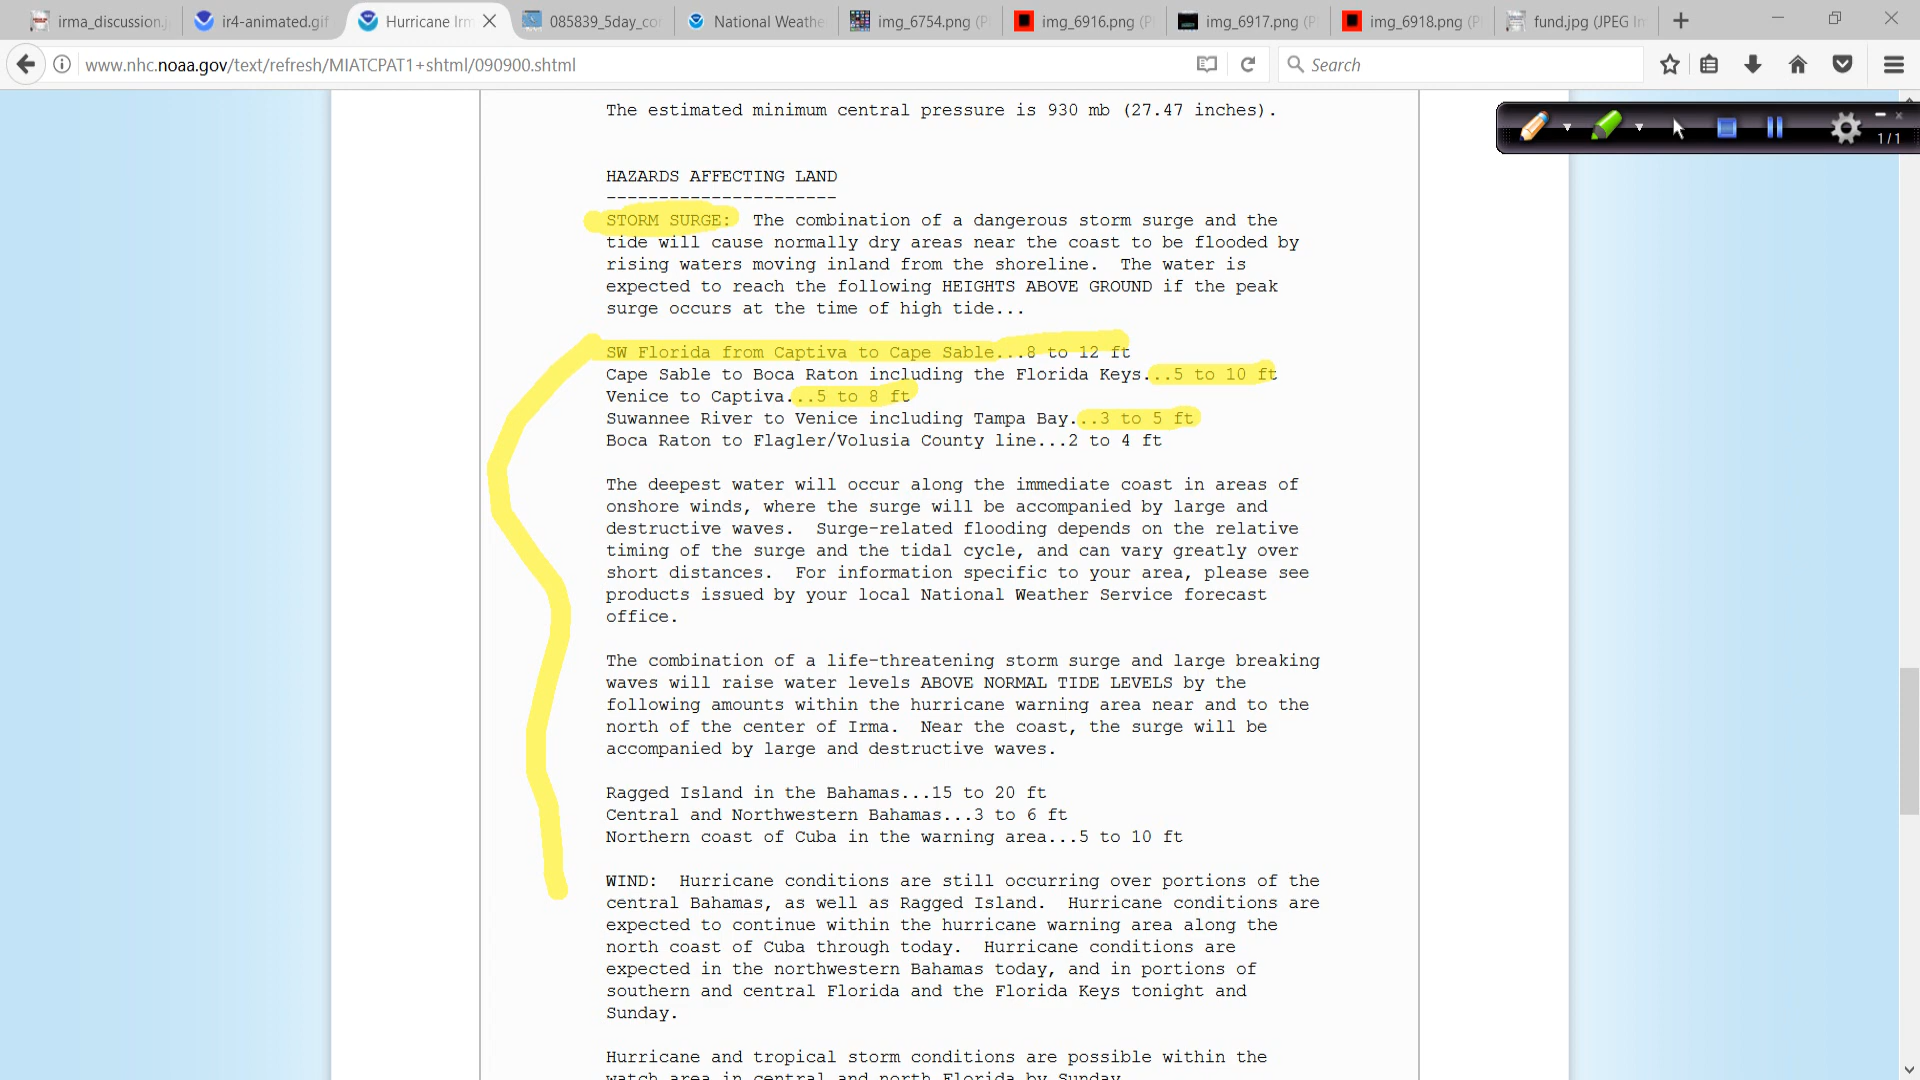 irma_discussion.j
ir4-animated.gif
Hurricane Irm
085839_5day_co
National Weathe
img_6754.png (P
img_6916.png (P
img_6917.png (P
img_6918.png (P
fund.jpg (JPEG Im
www.nhc.noaa.gov/text/refresh/MIATCPAT1+shtml/090900.shtml
Search
1/1
The estimated minimum central pressure is 930 mb (27.47 inches).
HAZARDS AFFECTING LAND
----------------------
STORM SURGE:  The combination of a dangerous storm surge and the
tide will cause normally dry areas near the coast to be flooded by
rising waters moving inland from the shoreline.  The water is
expected to reach the following HEIGHTS ABOVE GROUND if the peak
surge occurs at the time of high tide...
SW Florida from Captiva to Cape Sable...8 to 12 ft
Cape Sable to Boca Raton including the Florida Keys...5 to 10 ft
Venice to Captiva...5 to 8 ft
Suwannee River to Venice including Tampa Bay...3 to 5 ft
Boca Raton to Flagler/Volusia County line...2 to 4 ft
The deepest water will occur along the immediate coast in areas of
onshore winds, where the surge will be accompanied by large and
destructive waves.  Surge-related flooding depends on the relative
timing of the surge and the tidal cycle, and can vary greatly over
short distances.  For information specific to your area, please see
products issued by your local National Weather Service forecast
office.
The combination of a life-threatening storm surge and large breaking
waves will raise water levels ABOVE NORMAL TIDE LEVELS by the
following amounts within the hurricane warning area near and to the
north of the center of Irma.  Near the coast, the surge will be
accompanied by large and destructive waves.
Ragged Island in the Bahamas...15 to 20 ft
Central and Northwestern Bahamas...3 to 6 ft
Northern coast of Cuba in the warning area...5 to 10 ft
WIND:  Hurricane conditions are still occurring over portions of the
central Bahamas, as well as Ragged Island.  Hurricane conditions are
expected to continue within the hurricane warning area along the
north coast of Cuba through today.  Hurricane conditions are
expected in the northwestern Bahamas today, and in portions of
southern and central Florida and the Florida Keys tonight and
Sunday.
Hurricane and tropical storm conditions are possible within the
watch area in central and north Florida by Sunday.